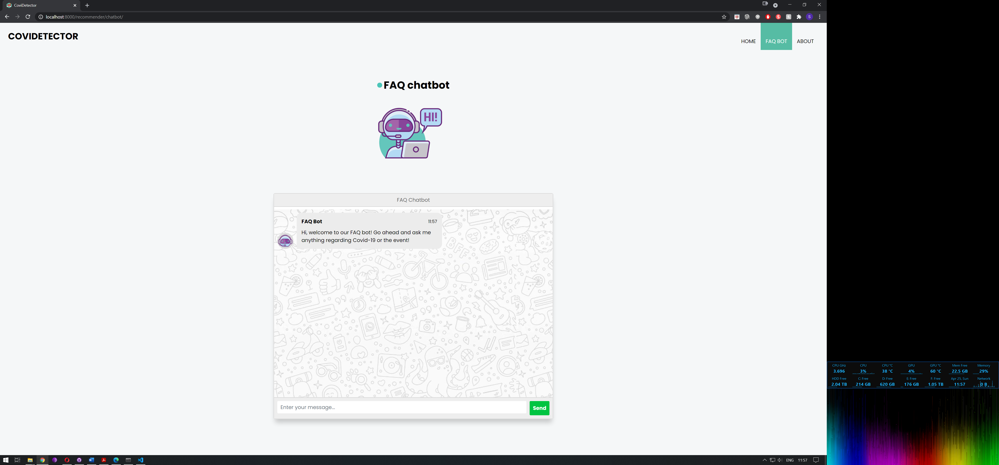 CoviDetector
localhost:8000/recommender/chatbot/
S
S
COVIDETECTOR
HOME
FAQ BOT
ABOUT
FAQ chatbot
HI!
FAQ Chatbot
FAQ Bot
11:57
Hi, welcome to our FAQ bot! Go ahead and ask me
anything regarding Covid-19 or the event!
BFF
Enter your message...
Send
CPU GHz CPU CPU °C GPU GPU °C Mem Free Memory
3.696 3% 38 °C 4% 60 °C 22.5 GB 29%
HDD Free C: Free D: Free E: Free F: Free Apr 25, Sun Network
2.04 TB 214 GB 620 GB 176 GB 1.05 TB 11:57 0 B
ENG 11:57